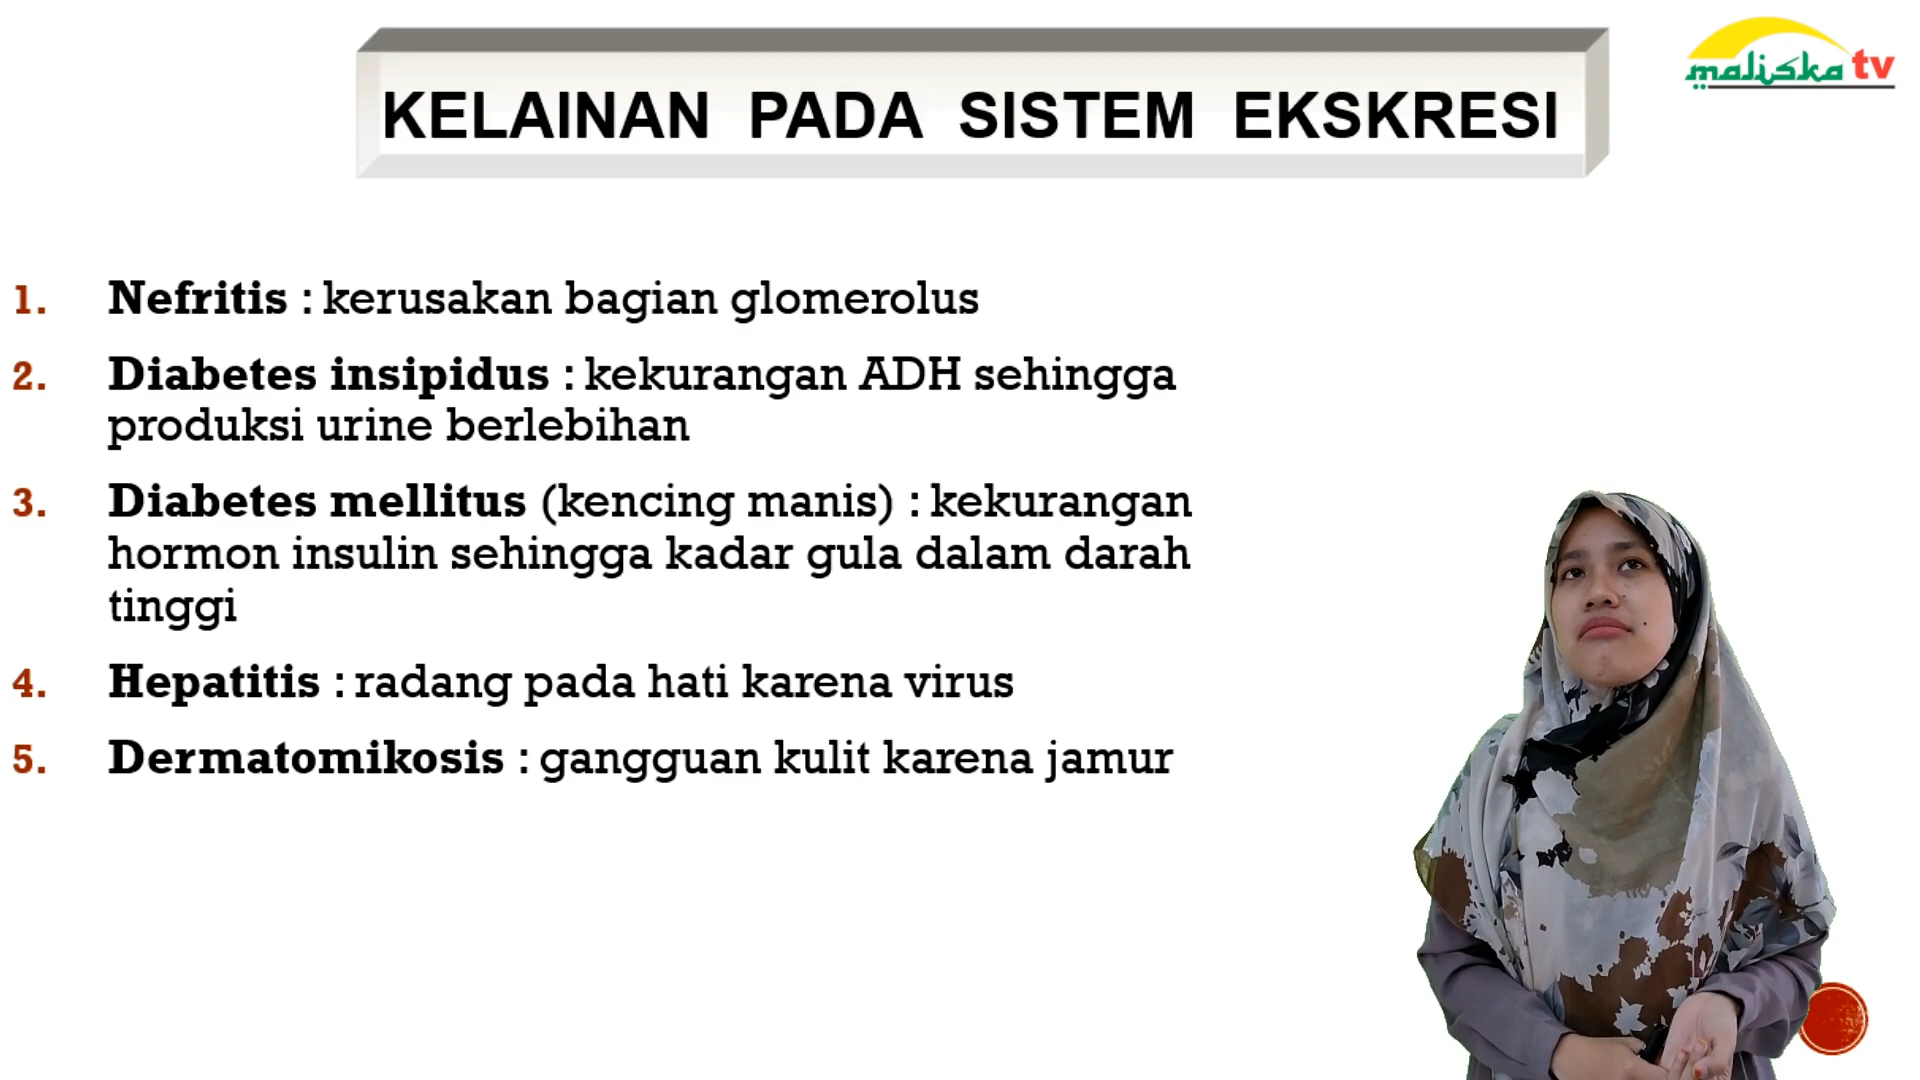 maliska tv
KELAINAN PADA SISTEM EKSKRESI
1. Nefritis : kerusakan bagian glomerolus
2. Diabetes insipidus : kekurangan ADH sehingga
produksi urine berlebihan
3. Diabetes mellitus (kencing manis) : kekurangan
hormon insulin sehingga kadar gula dalam darah
tinggi
4. Hepatitis : radang pada hati karena virus
5. Dermatomikosis : gangguan kulit karena jamur